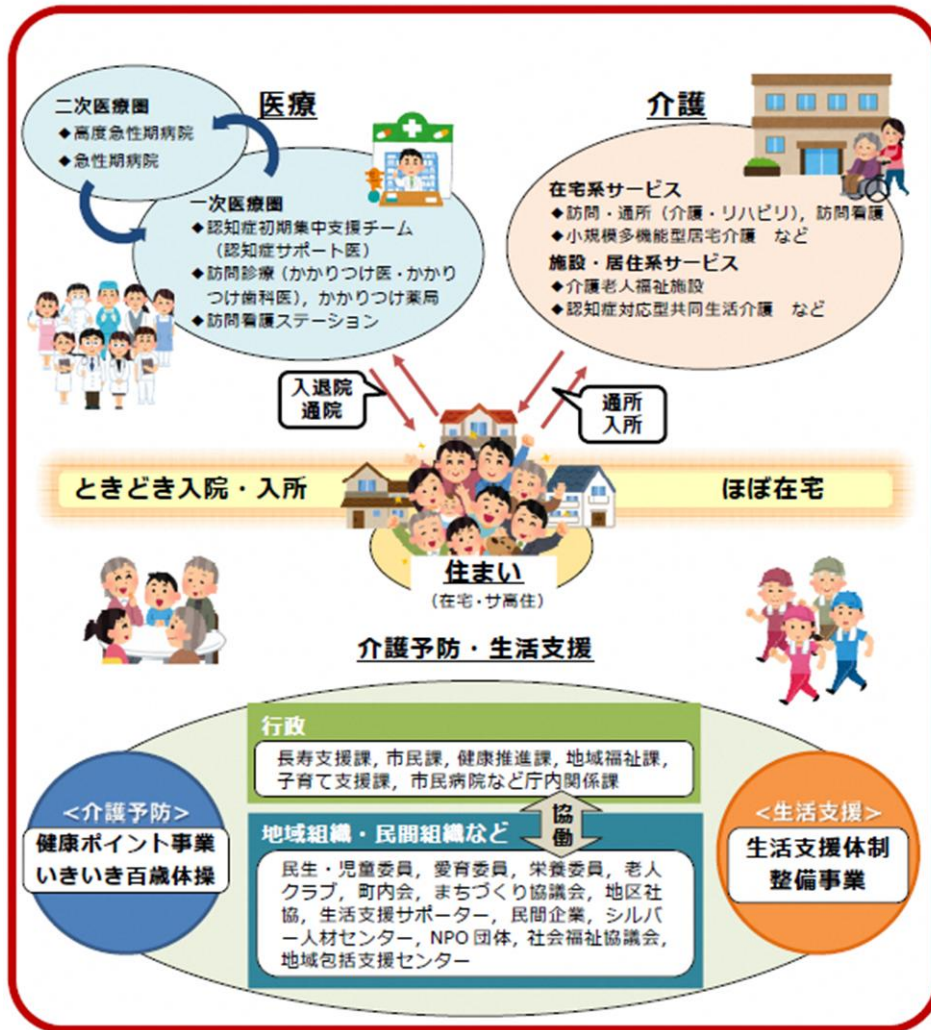 医療
二次医療圏
◆高度急性期病院
◆急性期病院
一次医療圏
◆認知症初期集中支援チーム
（認知症サポート医）
◆訪問診療（かかりつけ医・かかり
つけ歯科医），かかりつけ薬局
◆訪問看護ステーション
介護
在宅系サービス
◆訪問・通所（介護・リハビリ），訪問看護
◆小規模多機能型居宅介護　など
施設・居住系サービス
◆介護老人福祉施設
◆認知症対応型共同生活介護　など
入退院
通院
通所
入所
ときどき入院・入所
ほぼ在宅
住まい
（在宅・サ高住）
介護予防・生活支援
行政
長寿支援課，市民課，健康推進課，地域福祉課，
子育て支援課，市民病院など庁内関係課
協働
地域組織・民間組織など
民生・児童委員，愛育委員，栄養委員，老人
クラブ，町内会，まちづくり協議会，地区社
協，生活支援サポーター，民間企業，シルバ
ー人材センター，NPO団体，社会福祉協議会，
地域包括支援センター
＜介護予防＞
健康ポイント事業
いきいき百歳体操
＜生活支援＞
生活支援体制
整備事業